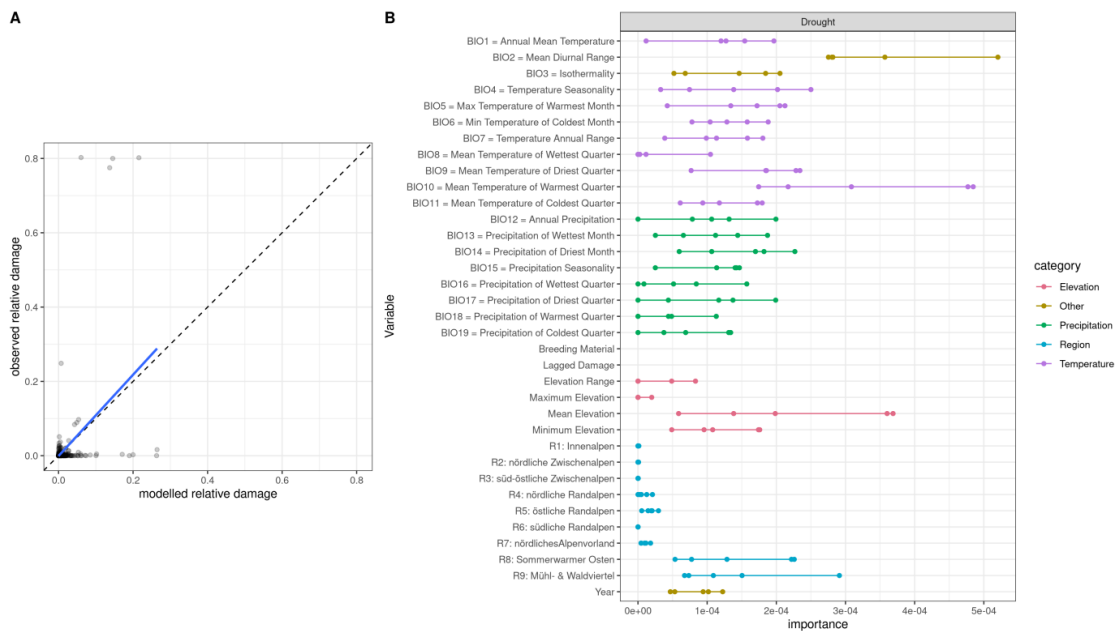 A
B
observed relative damage
0.8
0.6
0.4
0.2
0.0
0.0 0.2 0.4 0.6 0.8
modelled relative damage
Drought
Variable
BIO1 = Annual Mean Temperature
BIO2 = Mean Diurnal Range
BIO3 = Isothermality
BIO4 = Temperature Seasonality
BIO5 = Max Temperature of Warmest Month
BIO6 = Min Temperature of Coldest Month
BIO7 = Temperature Annual Range
BIO8 = Mean Temperature of Wettest Quarter
BIO9 = Mean Temperature of Driest Quarter
BIO10 = Mean Temperature of Warmest Quarter
BIO11 = Mean Temperature of Coldest Quarter
BIO12 = Annual Precipitation
BIO13 = Precipitation of Wettest Month
BIO14 = Precipitation of Driest Month
BIO15 = Precipitation Seasonality
BIO16 = Precipitation of Wettest Quarter
BIO17 = Precipitation of Driest Quarter
BIO18 = Precipitation of Warmest Quarter
BIO19 = Precipitation of Coldest Quarter
Breeding Material
Lagged Damage
Elevation Range
Maximum Elevation
Mean Elevation
Minimum Elevation
R1: Innenalpen
R2: nördliche Zwischenalpen
R3: süd-östliche Zwischenalpen
R4: nördliche Randalpen
R5: östliche Randalpen
R6: südliche Randalpen
R7: nördlichesAlpenvorland
R8: Sommerwarmer Osten
R9: Mühl- & Waldviertel
Year
0e+00 1e-04 2e-04 3e-04 4e-04 5e-04
importance
category
Elevation
Other
Precipitation
Region
Temperature